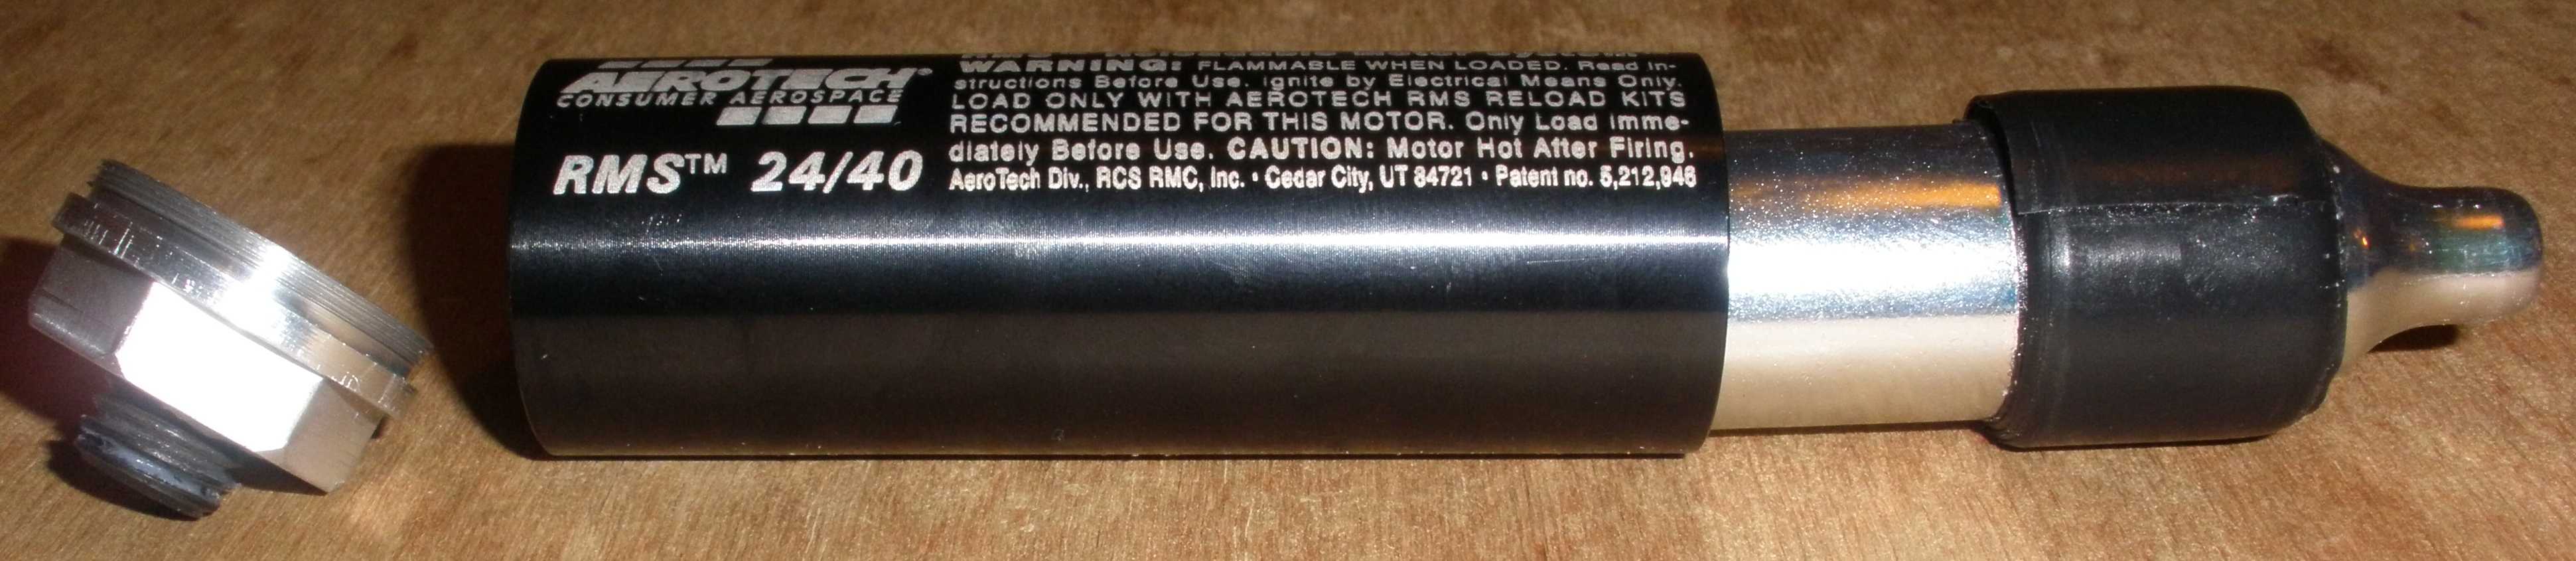 AEROTECH®
CONSUMER AEROSPACE
RMS™ 24/40
WARNING: FLAMMABLE WHEN LOADED. Read In-
structions Before Use. Ignite by Electrical Means Only.
LOAD ONLY WITH AEROTECH RMS RELOAD KITS
RECOMMENDED FOR THIS MOTOR. Only Load Imme-
diately Before Use. CAUTION: Motor Hot After Firing.
AeroTech Div., RCS RMC, Inc. • Cedar City, UT 84721 • Patent no. 5,212,946